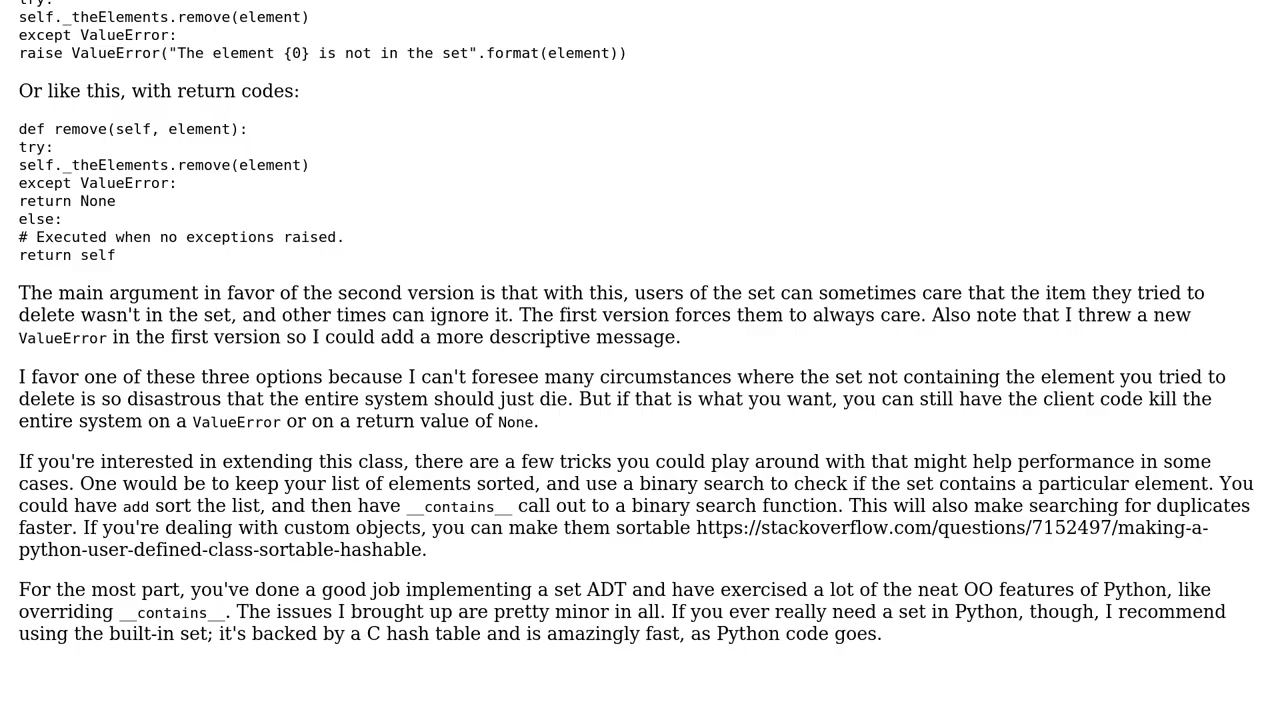 try:
self._theElements.remove(element)
except ValueError:
raise ValueError("The element {0} is not in the set".format(element))
Or like this, with return codes:
def remove(self, element):
try:
self._theElements.remove(element)
except ValueError:
return None
else:
# Executed when no exceptions raised.
return self
The main argument in favor of the second version is that with this, users of the set can sometimes care that the item they tried to
delete wasn't in the set, and other times can ignore it. The first version forces them to always care. Also note that I threw a new
ValueError in the first version so I could add a more descriptive message.
I favor one of these three options because I can't foresee many circumstances where the set not containing the element you tried to
delete is so disastrous that the entire system should just die. But if that is what you want, you can still have the client code kill the
entire system on a ValueError or on a return value of None.
If you're interested in extending this class, there are a few tricks you could play around with that might help performance in some
cases. One would be to keep your list of elements sorted, and use a binary search to check if the set contains a particular element. You
could have add sort the list, and then have __contains__ call out to a binary search function. This will also make searching for duplicates
faster. If you're dealing with custom objects, you can make them sortable https://stackoverflow.com/questions/7152497/making-a-
python-user-defined-class-sortable-hashable.
For the most part, you've done a good job implementing a set ADT and have exercised a lot of the neat OO features of Python, like
overriding __contains__. The issues I brought up are pretty minor in all. If you ever really need a set in Python, though, I recommend
using the built-in set; it's backed by a C hash table and is amazingly fast, as Python code goes.